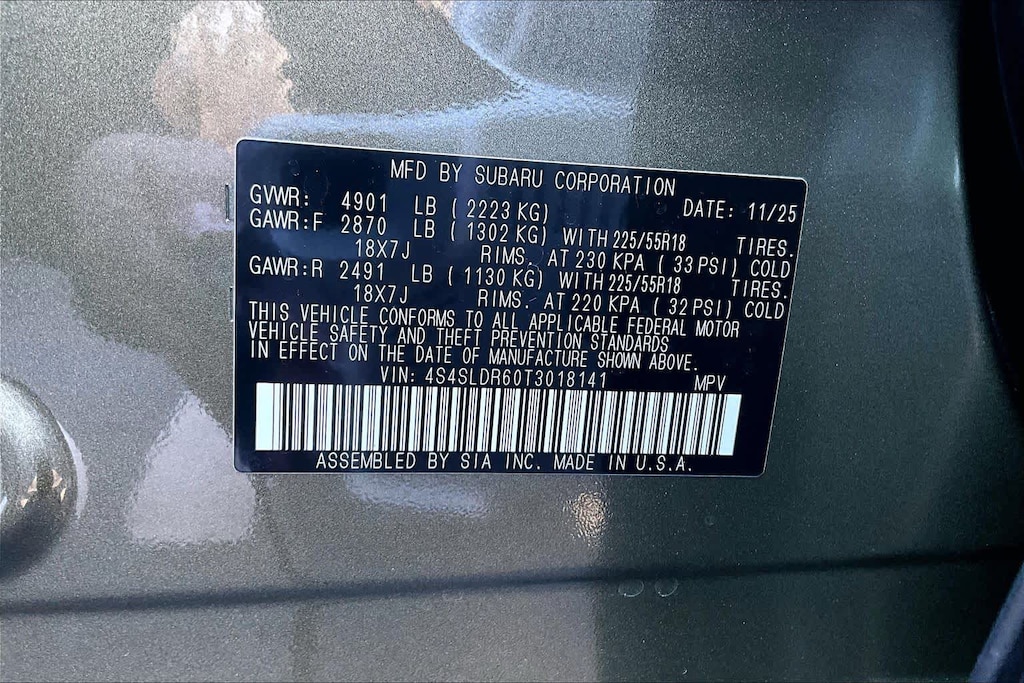 MFD BY SUBARU CORPORATION
GVWR: 4901 LB (2223 KG) DATE: 11/25
GAWR:F 2870 LB (1302 KG) WITH 225/55R18 TIRES.
18X7J RIMS. AT 230 KPA (33 PSI) COLD
GAWR:R 2491 LB (1130 KG) WITH 225/55R18 TIRES.
18X7J RIMS. AT 220 KPA (32 PSI) COLD
THIS VEHICLE CONFORMS TO ALL APPLICABLE FEDERAL MOTOR
VEHICLE SAFETY AND THEFT PREVENTION STANDARDS
IN EFFECT ON THE DATE OF MANUFACTURE SHOWN ABOVE.
VIN: 4S4SLDR60T3018141 MPV
ASSEMBLED BY SIA INC. MADE IN U.S.A.